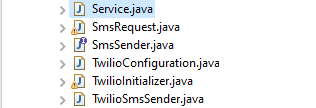 Service.java
SmsRequest.java
SmsSender.java
TwilioConfiguration.java
TwilioInitializer.java
TwilioSmsSender.java